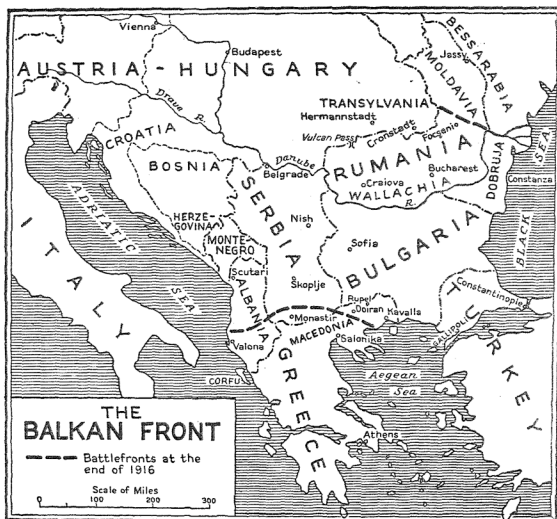 Vienna
Budapest
AUSTRIA-HUNGARY
BESSARABIA
MOLDAVIA
Jassy
Drave R.
TRANSYLVANIA
Hermannstadt
CROATIA
Vulcan Pass
Cronstadt
Focsani
BOSNIA
Danube
Belgrade
RUMANIA
Bucharest
DOBRUJA
Constanza
Craiova
WALLACHIA
R.
BLACK SEA
ADRIATIC SEA
SERBIA
HERZE-
GOVINA
Nish
MONTE-
NEGRO
Sofia
BULGARIA
ITALY
Scutari
Skoplje
ALBANIA
Constantinople
Rupel
Monastir
Doiran
Kavalla
MACEDONIA
Valona
Salonika
GALLIPOLI
TURKEY
CORFU
GREECE
Aegean
Sea
Athens
THE
BALKAN FRONT
Battlefronts at the
end of 1916
Scale of Miles
0 100 200 300